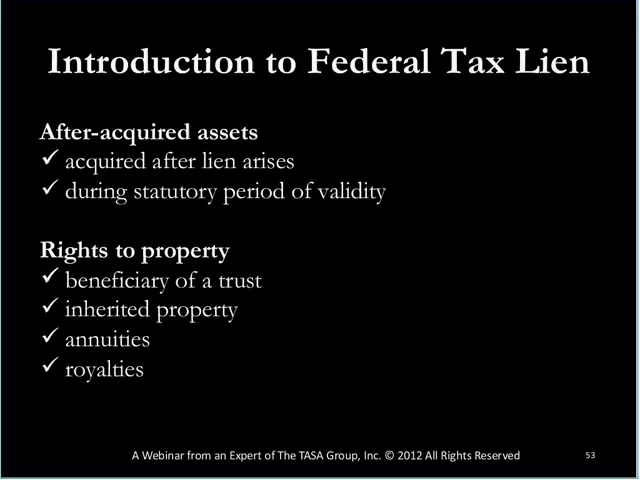 Introduction to Federal Tax Lien
After-acquired assets
✓ acquired after lien arises
✓ during statutory period of validity
Rights to property
✓ beneficiary of a trust
✓ inherited property
✓ annuities
✓ royalties
A Webinar from an Expert of The TASA Group, Inc. © 2012 All Rights Reserved
53